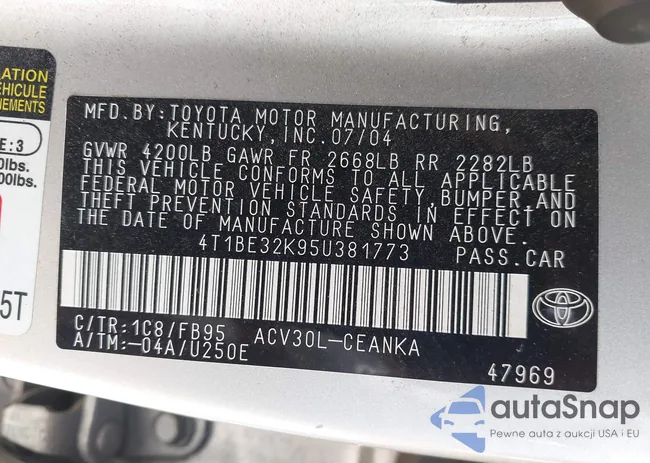 LATION
VEHICULE
NEMENTS
E:3
0lbs.
00lbs.
5T
MFD.BY:TOYOTA MOTOR MANUFACTURING,
KENTUCKY,INC.07/04
GVWR 4200LB GAWR FR 2668LB RR 2282LB
THIS VEHICLE CONFORMS TO ALL APPLICABLE
FEDERAL MOTOR VEHICLE SAFETY,BUMPER,AND
THEFT PREVENTION STANDARDS IN EFFECT ON
THE DATE OF MANUFACTURE SHOWN ABOVE.
4T1BE32K95U381773 PASS.CAR
C/TR:1C8/FB95 ACV30L-CEANKA
A/TM:-04A/U250E
47969
autaSnap
Pewne auta z aukcji USA i EU